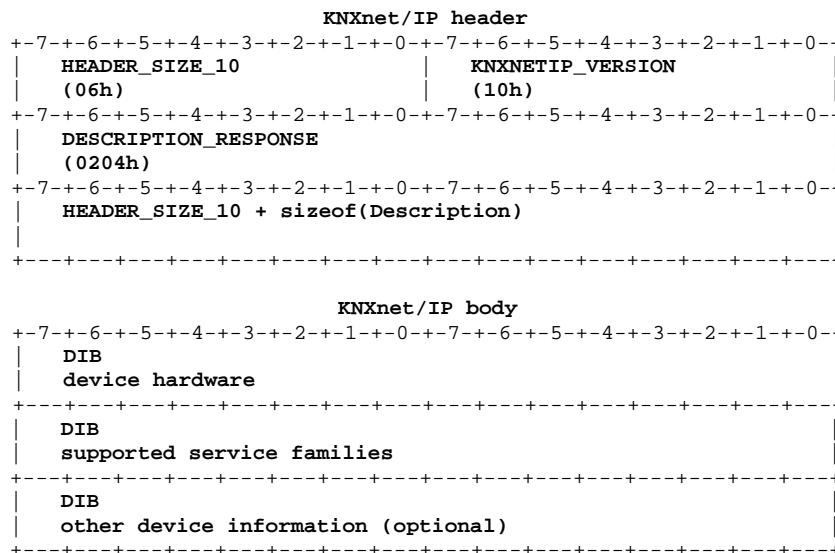 KNXnet/IP header
+-7-+-6-+-5-+-4-+-3-+-2-+-1-+-0-+-7-+-6-+-5-+-4-+-3-+-2-+-1-+-0-
| HEADER_SIZE_10 | KNXNETIP_VERSION |
| (06h) | (10h) |
+-7-+-6-+-5-+-4-+-3-+-2-+-1-+-0-+-7-+-6-+-5-+-4-+-3-+-2-+-1-+-0-
| DESCRIPTION_RESPONSE
| (0204h)
+-7-+-6-+-5-+-4-+-3-+-2-+-1-+-0-+-7-+-6-+-5-+-4-+-3-+-2-+-1-+-0-
| HEADER_SIZE_10 + sizeof(Description)
|
+---+---+---+---+---+---+---+---+---+---+---+---+---+---+---+---
KNXnet/IP body
+-7-+-6-+-5-+-4-+-3-+-2-+-1-+-0-+-7-+-6-+-5-+-4-+-3-+-2-+-1-+-0-
| DIB
| device hardware
+---+---+---+---+---+---+---+---+---+---+---+---+---+---+---+---
| DIB |
| supported service families |
+---+---+---+---+---+---+---+---+---+---+---+---+---+---+---+---+
| DIB |
| other device information (optional) |
+---+---+---+---+---+---+---+---+---+---+---+---+---+---+---+---+